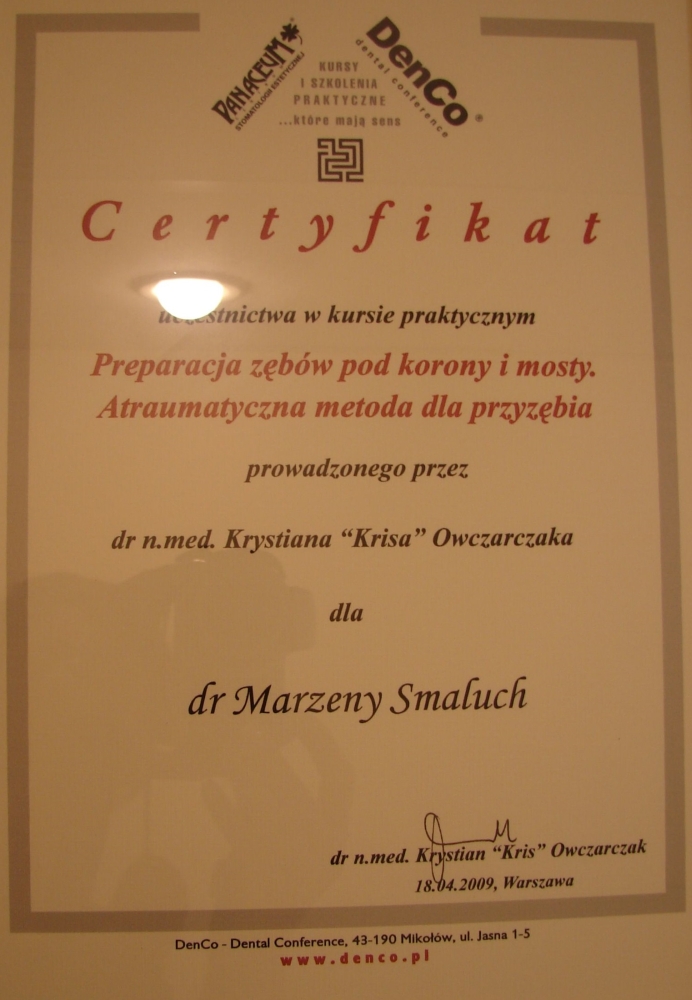 PANACEUM
STOMATOLOGII ESTETYCZNEJ
KURSY
I SZKOLENIA
PRAKTYCZNE
...które mają sens
DenCo®
dental conference
Certyfikat
uczestnictwa w kursie praktycznym
Preparacja zębów pod korony i mosty.
Atraumatyczna metoda dla przyzębia
prowadzonego przez
dr n.med. Krystiana “Krisa” Owczarczaka
dla
dr Marzeny Smaluch
dr n.med. Krystian “Kris” Owczarczak
18.04.2009, Warszawa
DenCo - Dental Conference, 43-190 Mikołów, ul. Jasna 1-5
www.denco.pl